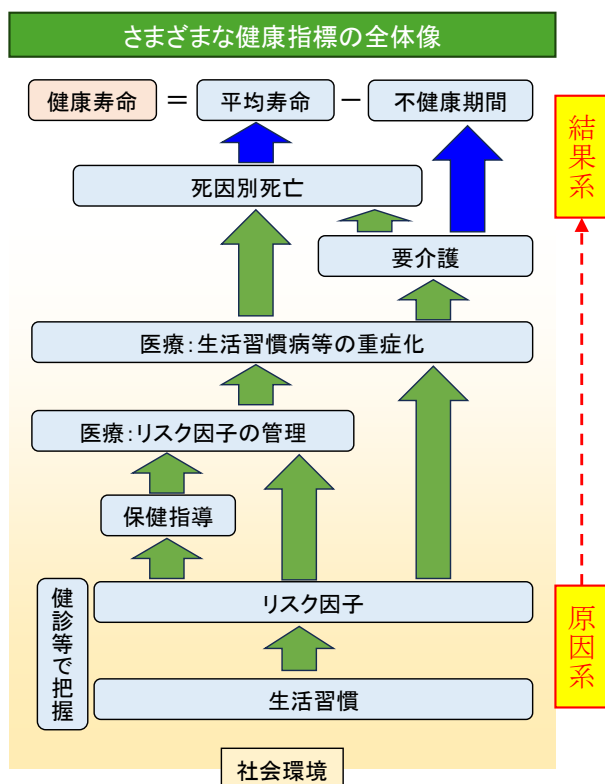 さまざまな健康指標の全体像
健康寿命 = 平均寿命 － 不健康期間
結果系
死因別死亡
要介護
医療：生活習慣病等の重症化
医療：リスク因子の管理
保健指導
健診等で把握
リスク因子
原因系
生活習慣
社会環境